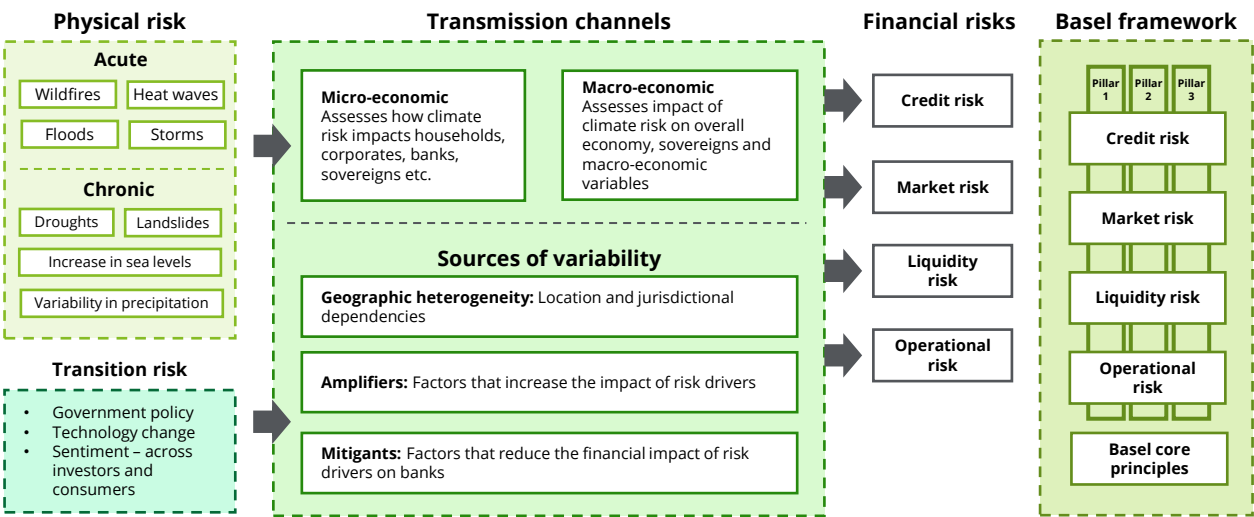 Physical risk
Acute
Wildfires
Heat waves
Floods
Storms
Chronic
Droughts
Landslides
Increase in sea levels
Variability in precipitation
Transition risk
• Government policy
• Technology change
• Sentiment – across
investors and
consumers
Transmission channels
Micro-economic
Assesses how climate
risk impacts households,
corporates, banks,
sovereigns etc.
Macro-economic
Assesses impact of
climate risk on overall
economy, sovereigns and
macro-economic
variables
Sources of variability
Geographic heterogeneity: Location and jurisdictional
dependencies
Amplifiers: Factors that increase the impact of risk drivers
Mitigants: Factors that reduce the financial impact of risk
drivers on banks
Financial risks
Credit risk
Market risk
Liquidity
risk
Operational
risk
Basel framework
Pillar
1
Pillar
2
Pillar
3
Credit risk
Market risk
Liquidity risk
Operational
risk
Basel core
principles